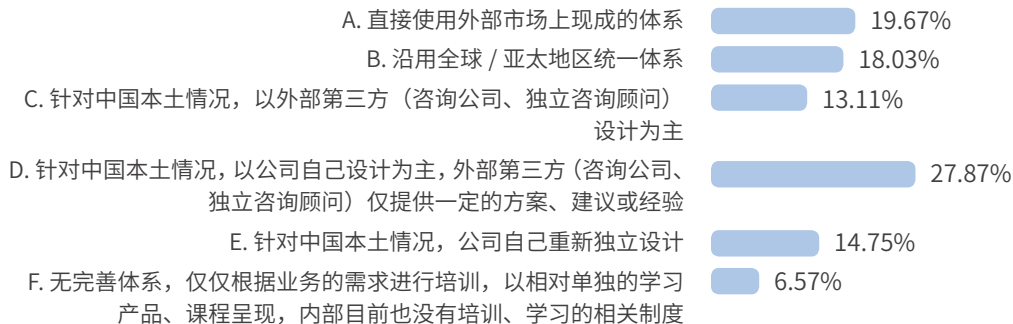 A. 直接使用外部市场上现成的体系 19.67%
B. 沿用全球 / 亚太地区统一体系 18.03%
C. 针对中国本土情况，以外部第三方（咨询公司、独立咨询顾问） 13.11%
设计为主
D. 针对中国本土情况，以公司自己设计为主，外部第三方（咨询公司、 27.87%
独立咨询顾问）仅提供一定的方案、建议或经验
E. 针对中国本土情况，公司自己重新独立设计 14.75%
F. 无完善体系，仅仅根据业务的需求进行培训，以相对单独的学习 6.57%
产品、课程呈现，内部目前也没有培训、学习的相关制度